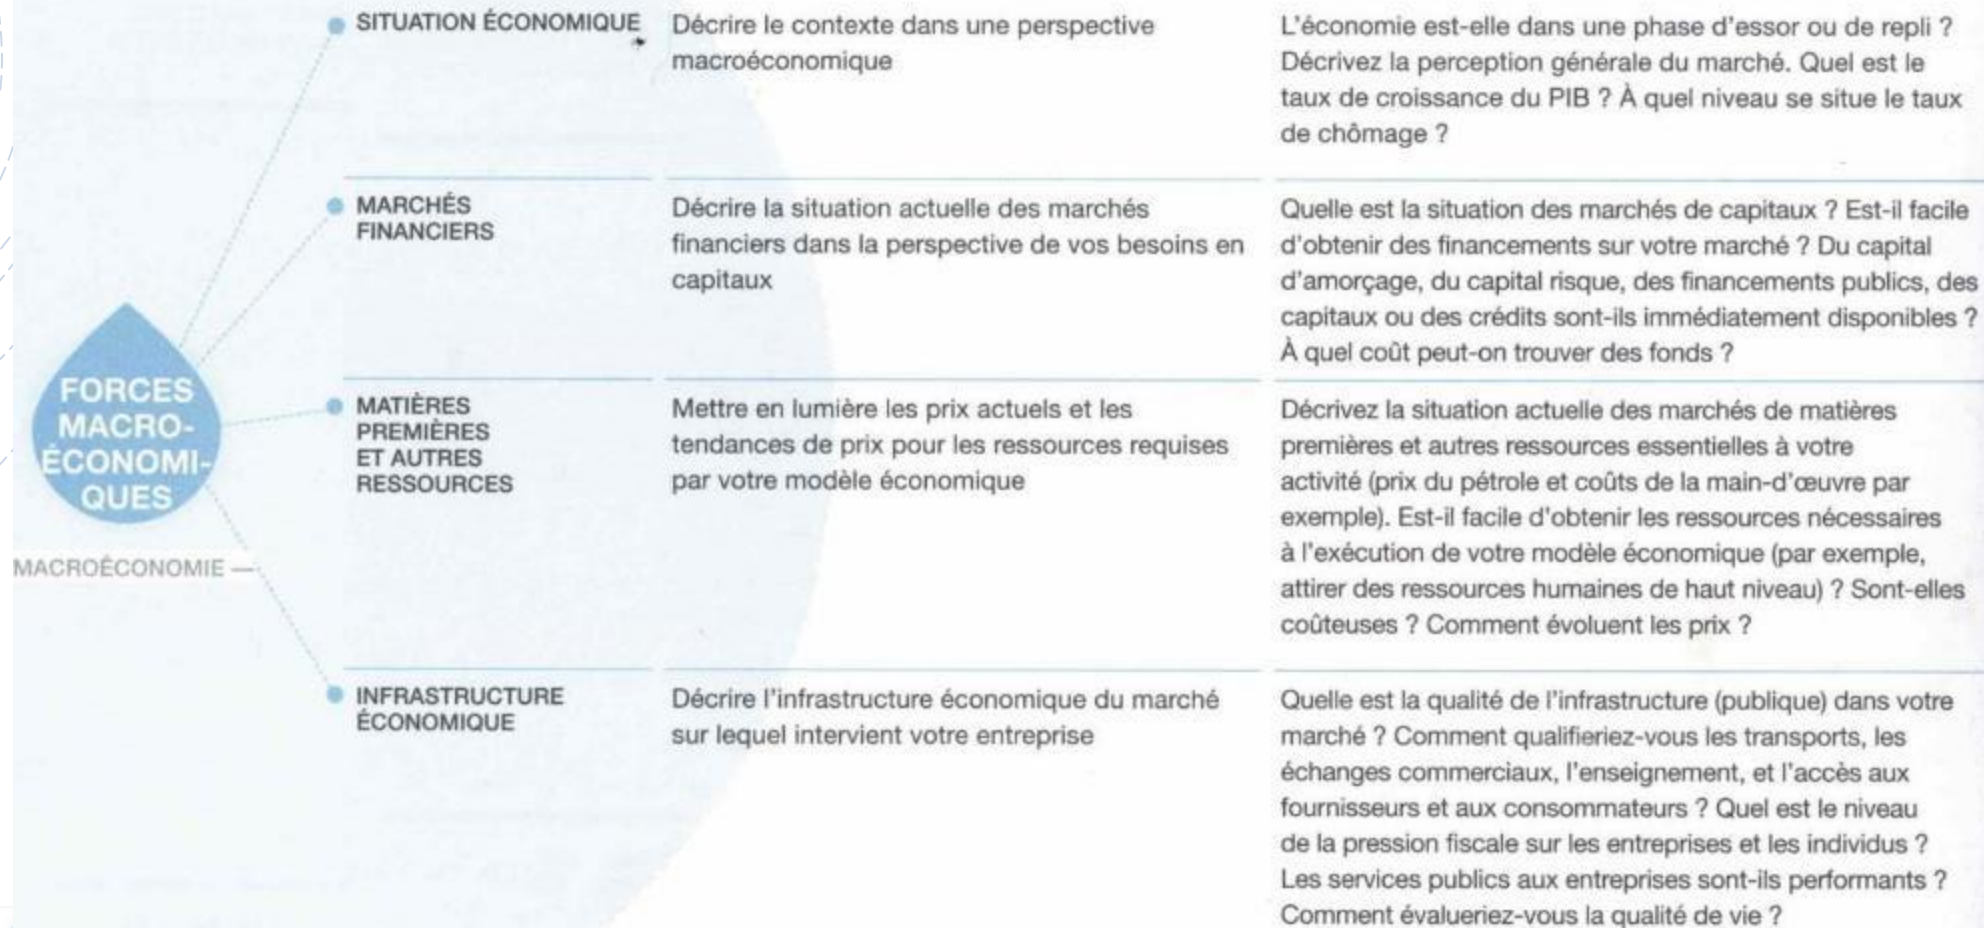 SITUATION ÉCONOMIQUE
Décrire le contexte dans une perspective
macroéconomique
L'économie est-elle dans une phase d'essor ou de repli ?
Décrivez la perception générale du marché. Quel est le
taux de croissance du PIB ? À quel niveau se situe le taux
de chômage ?
MARCHÉS
FINANCIERS
Décrire la situation actuelle des marchés
financiers dans la perspective de vos besoins en
capitaux
Quelle est la situation des marchés de capitaux ? Est-il facile
d'obtenir des financements sur votre marché ? Du capital
d'amorçage, du capital risque, des financements publics, des
capitaux ou des crédits sont-ils immédiatement disponibles ?
À quel coût peut-on trouver des fonds ?
FORCES
MACRO-
ÉCONOMI-
QUES
MACROÉCONOMIE
MATIÈRES
PREMIÈRES
ET AUTRES
RESSOURCES
Mettre en lumière les prix actuels et les
tendances de prix pour les ressources requises
par votre modèle économique
Décrivez la situation actuelle des marchés de matières
premières et autres ressources essentielles à votre
activité (prix du pétrole et coûts de la main-d'œuvre par
exemple). Est-il facile d'obtenir les ressources nécessaires
à l'exécution de votre modèle économique (par exemple,
attirer des ressources humaines de haut niveau) ? Sont-elles
coûteuses ? Comment évoluent les prix ?
INFRASTRUCTURE
ÉCONOMIQUE
Décrire l'infrastructure économique du marché
sur lequel intervient votre entreprise
Quelle est la qualité de l'infrastructure (publique) dans votre
marché ? Comment qualifieriez-vous les transports, les
échanges commerciaux, l'enseignement, et l'accès aux
fournisseurs et aux consommateurs ? Quel est le niveau
de la pression fiscale sur les entreprises et les individus ?
Les services publics aux entreprises sont-ils performants ?
Comment évalueriez-vous la qualité de vie ?